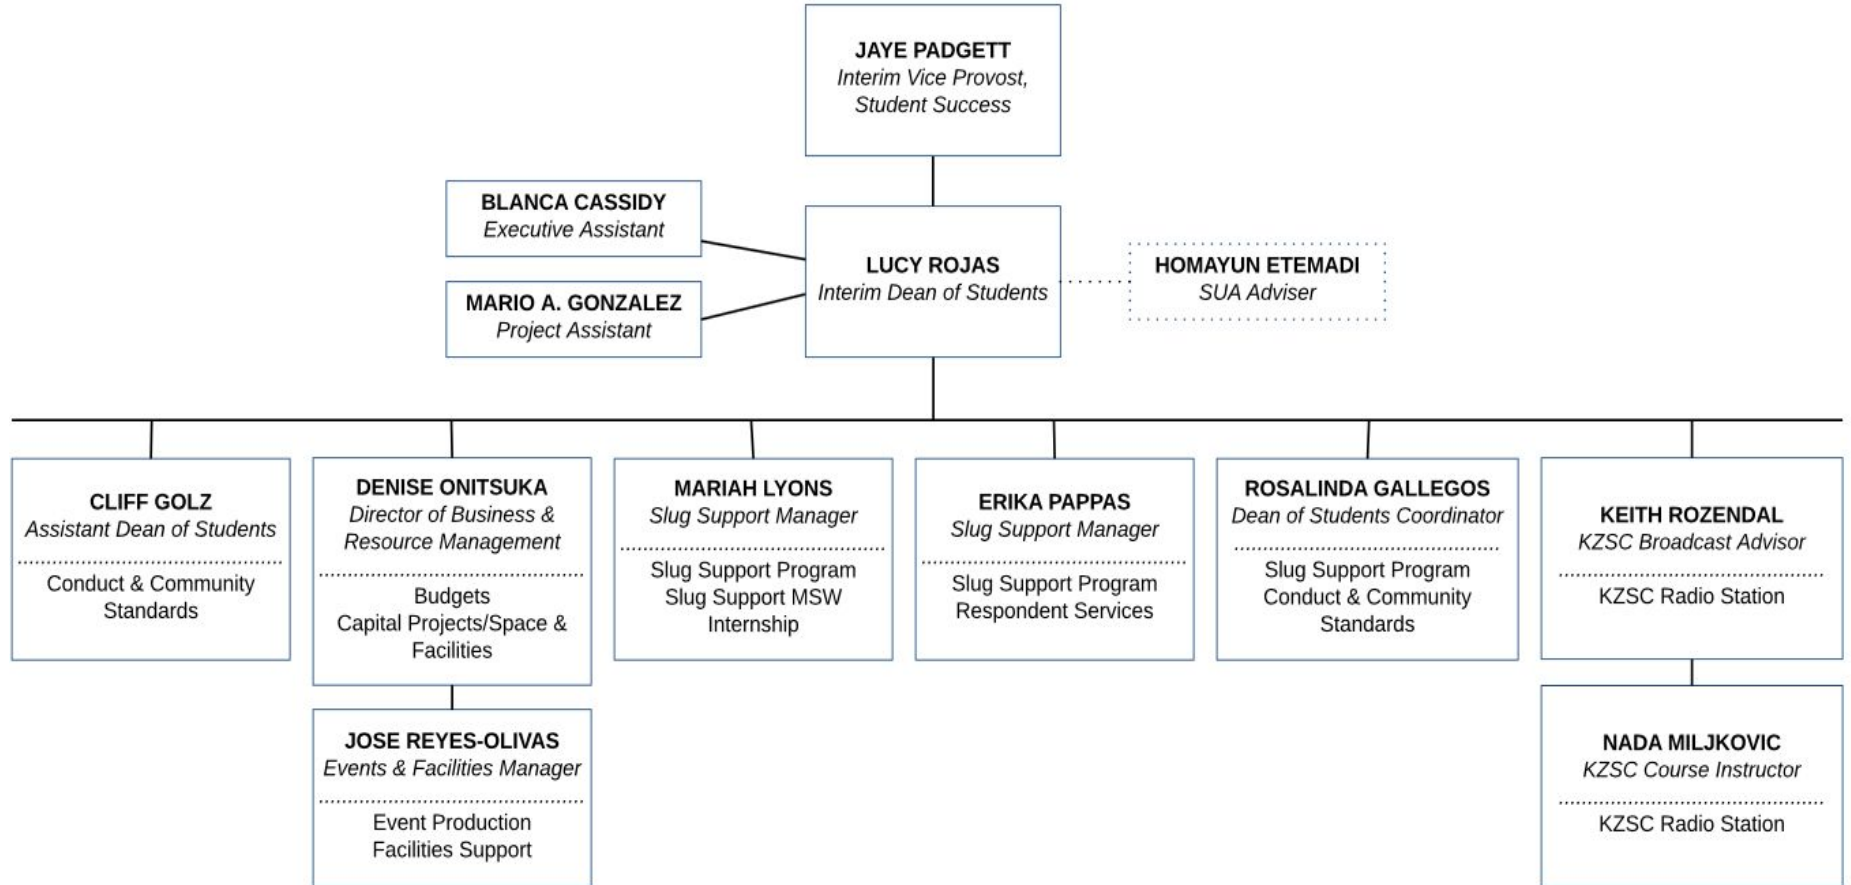 JAYE PADGETT
Interim Vice Provost,
Student Success
BLANCA CASSIDY
Executive Assistant
MARIO A. GONZALEZ
Project Assistant
LUCY ROJAS
Interim Dean of Students
HOMAYUN ETEMADI
SUA Adviser
CLIFF GOLZ
Assistant Dean of Students
Conduct & Community
Standards
DENISE ONITSUKA
Director of Business &
Resource Management
Budgets
Capital Projects/Space &
Facilities
MARIAH LYONS
Slug Support Manager
Slug Support Program
Slug Support MSW
Internship
ERIKA PAPPAS
Slug Support Manager
Slug Support Program
Respondent Services
ROSALINDA GALLEGOS
Dean of Students Coordinator
Slug Support Program
Conduct & Community
Standards
KEITH ROZENDAL
KZSC Broadcast Advisor
KZSC Radio Station
JOSE REYES-OLIVAS
Events & Facilities Manager
Event Production
Facilities Support
NADA MILJKOVIC
KZSC Course Instructor
KZSC Radio Station